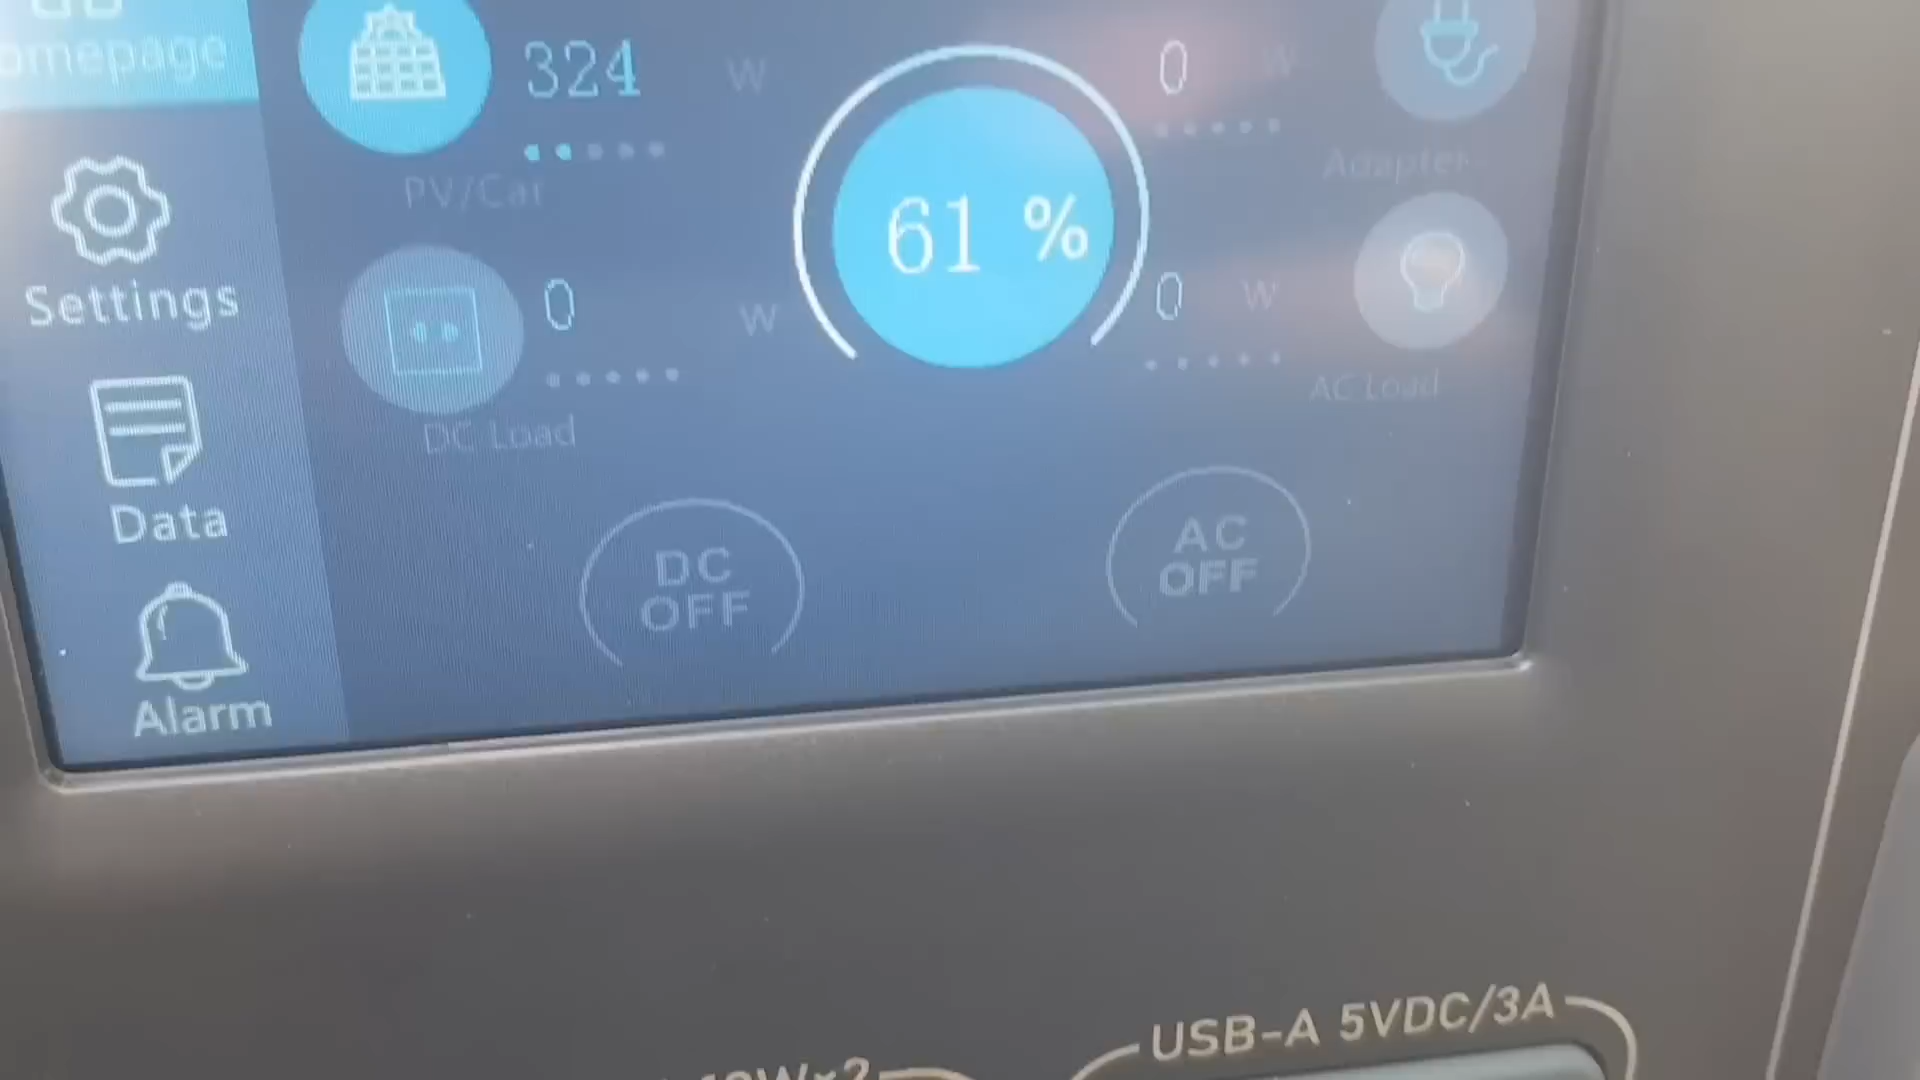 omepage
324 W
PV/Car
0 W
Adapter
61 %
Settings
0 W
DC Load
0 W
AC Load
Data
DC
OFF
AC
OFF
Alarm
USB-A 5VDC/3A